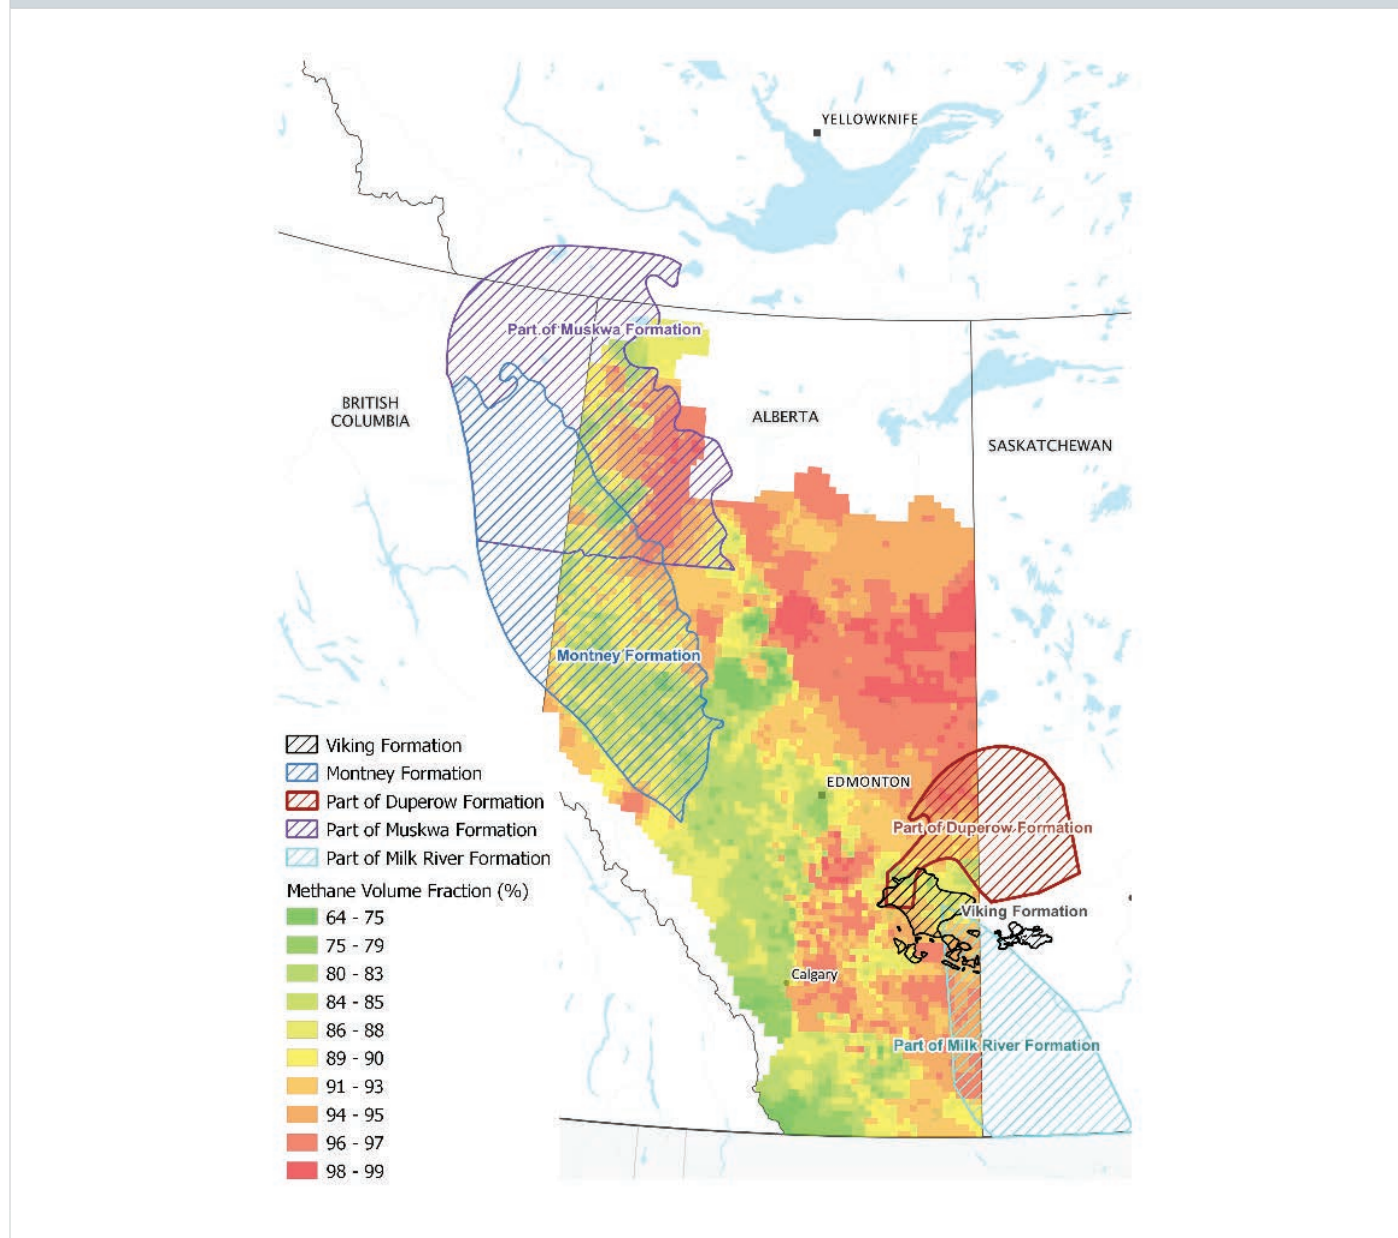 YELLOWKNIFE
Part of Muskwa Formation
BRITISH
COLUMBIA
ALBERTA
SASKATCHEWAN
Montney Formation
EDMONTON
Part of Duperow Formation
Viking Formation
Calgary
Part of Milk River Formation
Viking Formation
Montney Formation
Part of Duperow Formation
Part of Muskwa Formation
Part of Milk River Formation
Methane Volume Fraction (%)
64 - 75
75 - 79
80 - 83
84 - 85
86 - 88
89 - 90
91 - 93
94 - 95
96 - 97
98 - 99